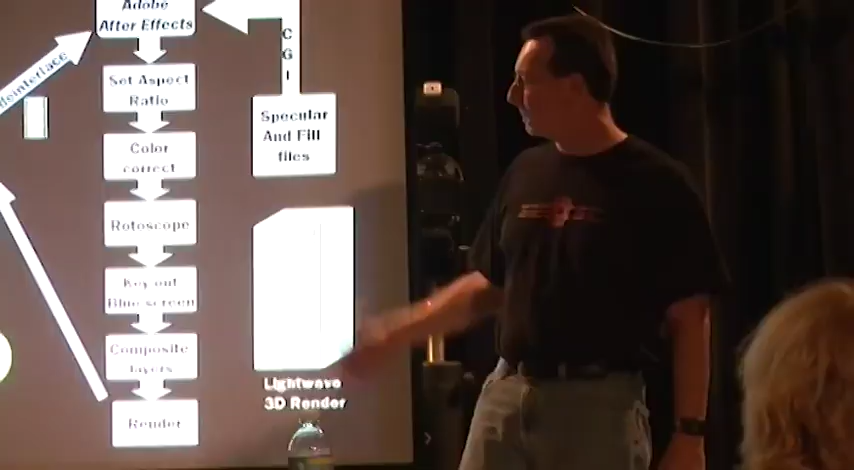 Adobe
After Effects
Deinterlace
C
G
I
Set Aspect
Ratio
Specular
And Fill
files
Color
correct
Rotoscope
Key out
Blue screen
Composite
layers
Render
Lightwave
3D Render